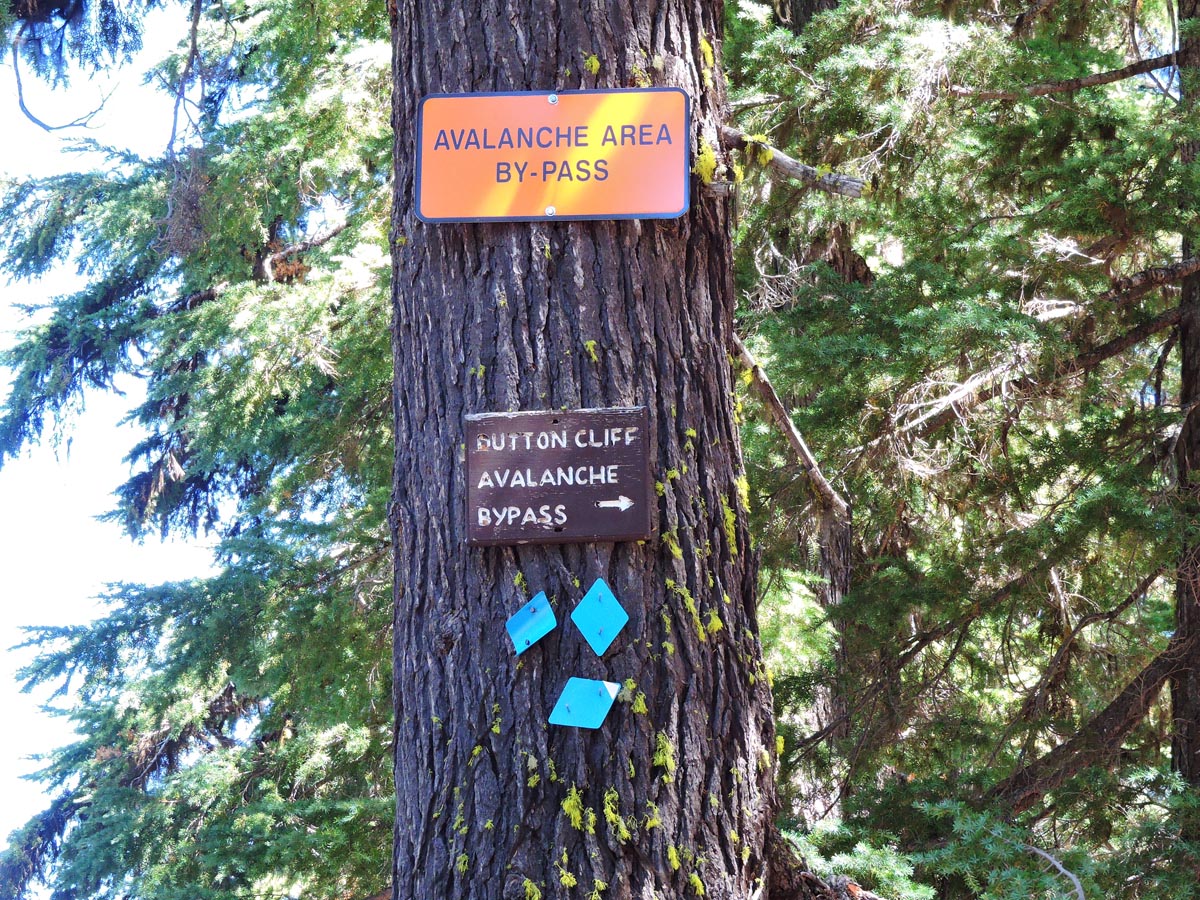 AVALANCHE AREA
BY-PASS
DUTTON CLIFF
AVALANCHE
BYPASS